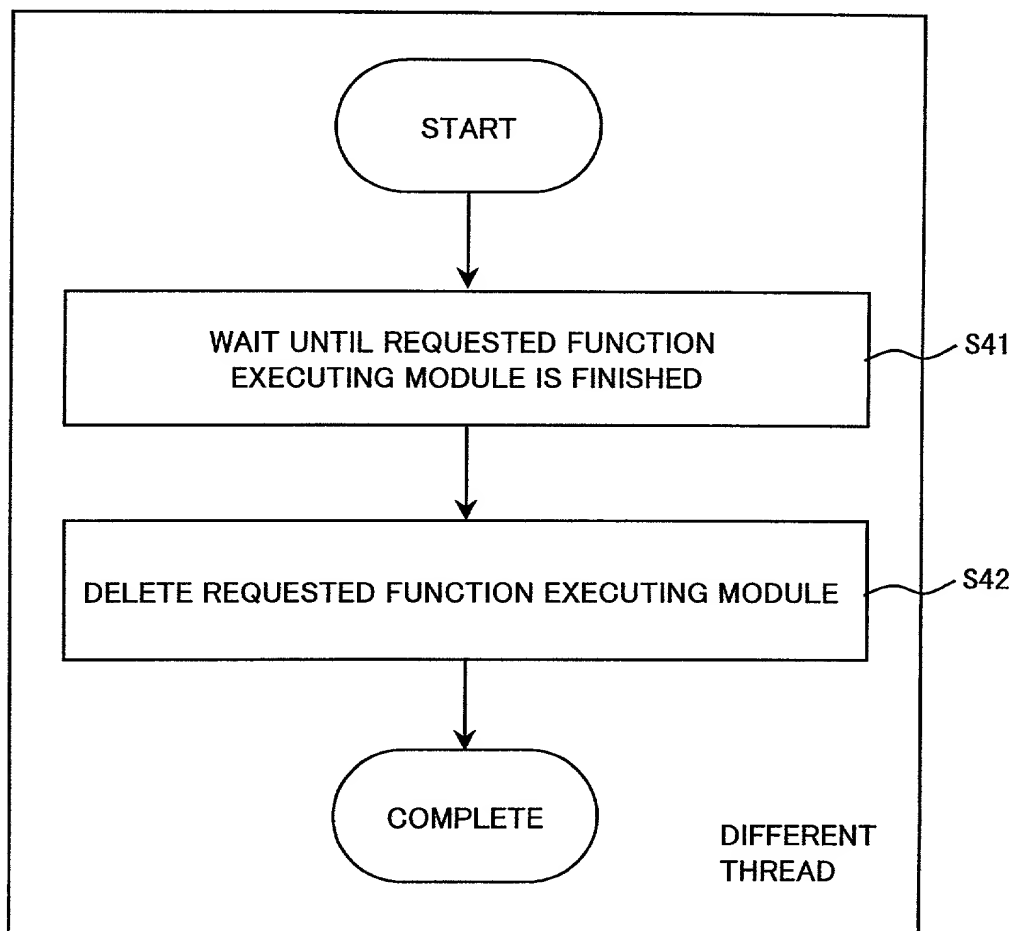 START
WAIT UNTIL REQUESTED FUNCTION
EXECUTING MODULE IS FINISHED
S41
DELETE REQUESTED FUNCTION EXECUTING MODULE
S42
COMPLETE
DIFFERENT
THREAD